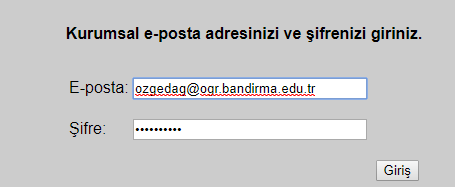 Kurumsal e-posta adresinizi ve şifrenizi giriniz.
E-posta: ozgedag@ogr.bandirma.edu.tr
Şifre: ••••••••••
Giriş